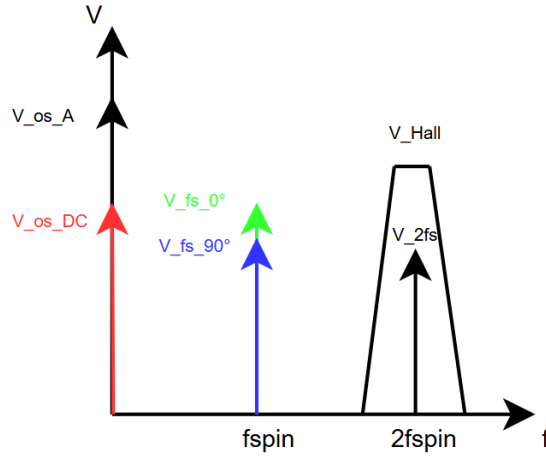 V
V_os_A
V_Hall
V_fs_0°
V_os_DC
V_2fs
V_fs_90°
fspin
2fspin
f